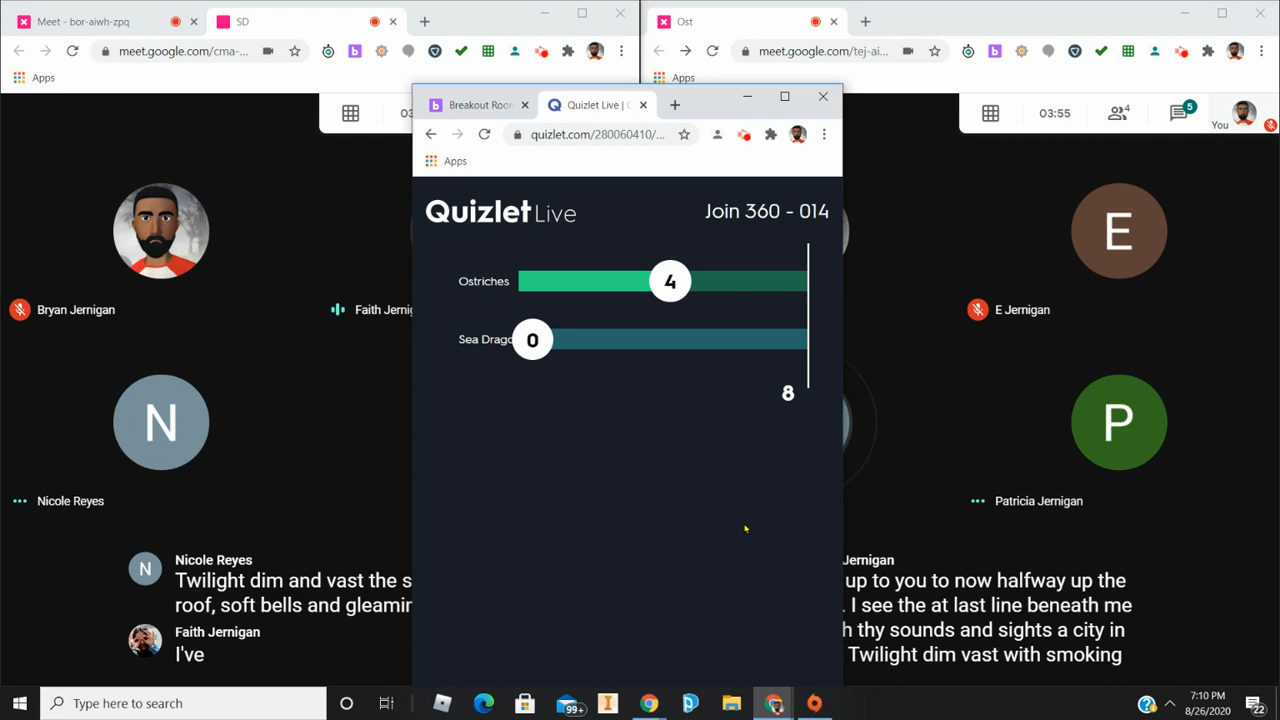 Meet - bor-aiwh-zpq
SD
Ost
meet.google.com/cma-
meet.google.com/tej-ai...
Apps
Apps
Breakout Room
Quizlet Live |
quizlet.com/280060410/...
Apps
03:55
4
5
You
Quizlet Live
Join 360 - 014
Ostriches
4
Sea Drago
0
8
Bryan Jernigan
Faith Jernig
E
E Jernigan
N
Nicole Reyes
P
Patricia Jernigan
Nicole Reyes
N
Twilight dim and vast the s
roof, soft bells and gleamin
Faith Jernigan
I've
Jernigan
up to you to now halfway up the
. I see the at last line beneath me
h thy sounds and sights a city in
Twilight dim vast with smoking
Type here to search
99+
7:10 PM
8/26/2020
22